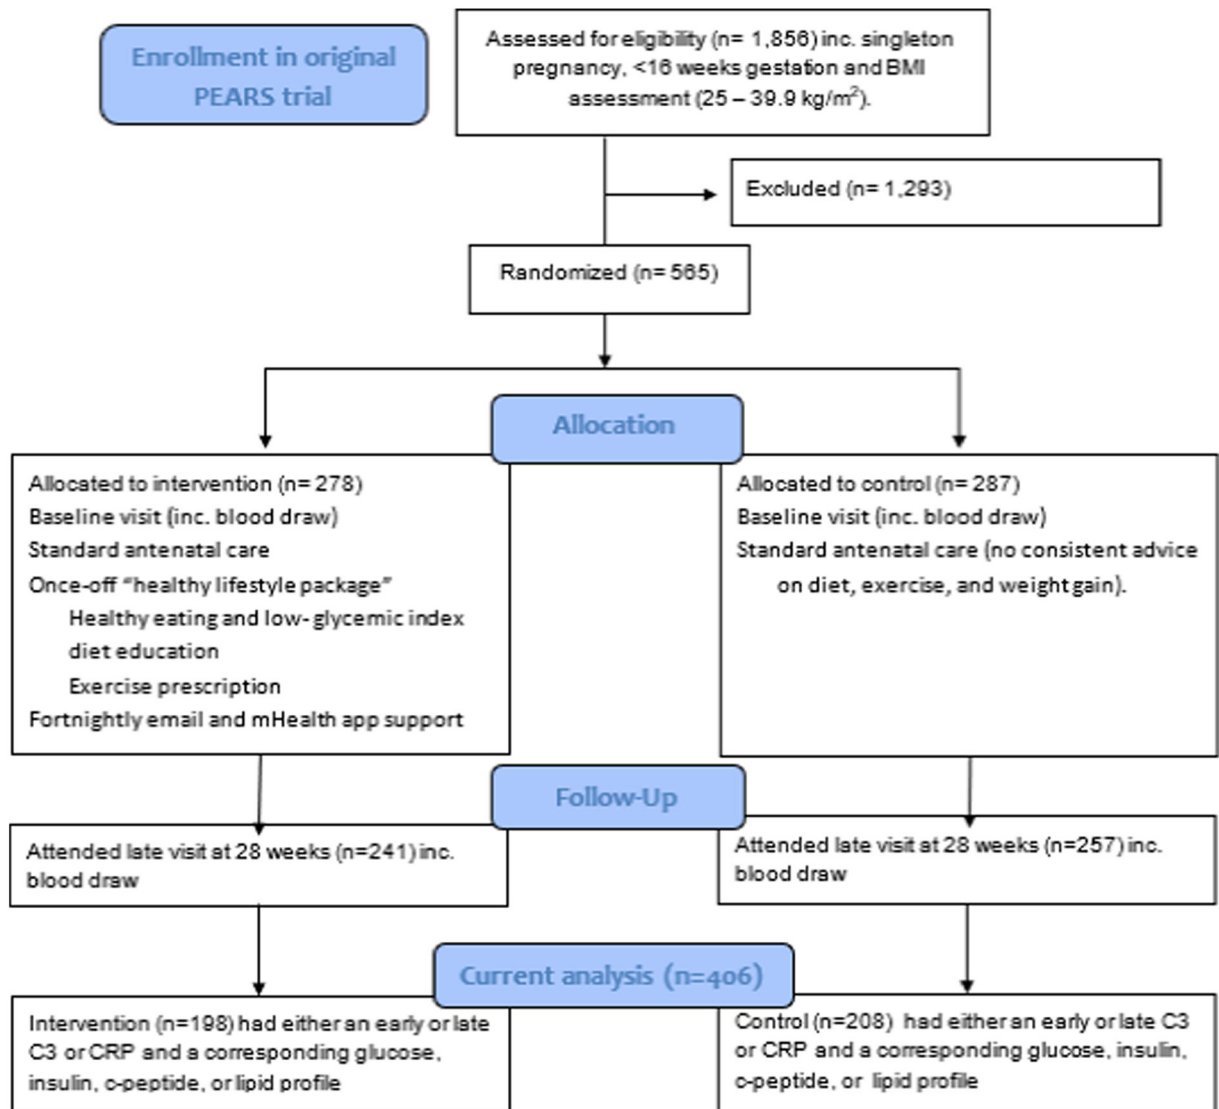 Enrollment in original
PEARS trial
Assessed for eligibility (n= 1,856) inc. singleton
pregnancy, <16 weeks gestation and BMI
assessment (25 – 39.9 kg/m²).
Excluded (n= 1,293)
Randomized (n= 565)
Allocation
Allocated to intervention (n= 278)
Baseline visit (inc. blood draw)
Standard antenatal care
Once-off “healthy lifestyle package”
Healthy eating and low- glycemic index
diet education
Exercise prescription
Fortnightly email and mHealth app support
Allocated to control (n= 287)
Baseline visit (inc. blood draw)
Standard antenatal care (no consistent advice
on diet, exercise, and weight gain).
Follow-Up
Attended late visit at 28 weeks (n=241) inc.
blood draw
Attended late visit at 28 weeks (n=257) inc.
blood draw
Current analysis (n=406)
Intervention (n=198) had either an early or late
C3 or CRP and a corresponding glucose,
insulin, c-peptide, or lipid profile
Control (n=208) had either an early or late C3
or CRP and a corresponding glucose, insulin,
c-peptide, or lipid profile